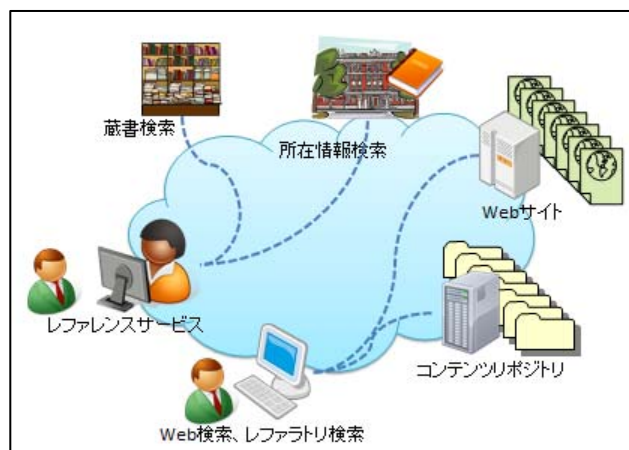 蔵書検索
所在情報検索
Webサイト
レファレンスサービス
コンテンツリポジトリ
Web検索、レファラトリ検索